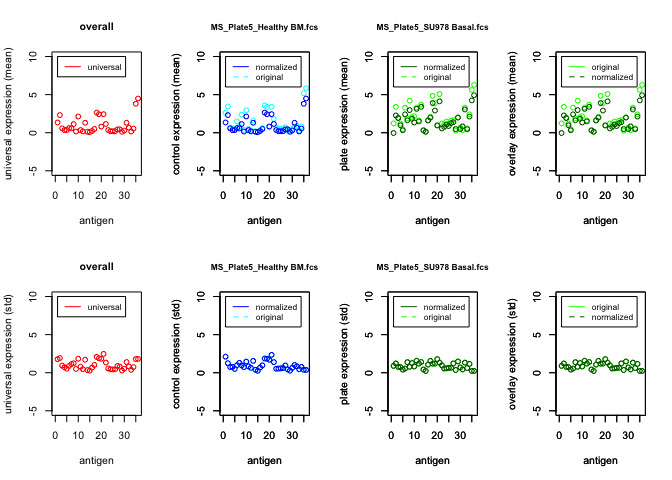 overall
universal expression (mean)
10
5
0
-5
universal
0 10 20 30
antigen
MS_Plate5_Healthy BM.fcs
control expression (mean)
10
5
0
-5
normalized
original
0 10 20 30
antigen
MS_Plate5_SU978 Basal.fcs
plate expression (mean)
10
5
0
-5
original
normalized
0 10 20 30
antigen
overlay expression (mean)
10
5
0
-5
original
normalized
0 10 20 30
antigen
overall
universal expression (std)
10
5
0
-5
universal
0 10 20 30
antigen
MS_Plate5_Healthy BM.fcs
control expression (std)
10
5
0
-5
normalized
original
0 10 20 30
antigen
MS_Plate5_SU978 Basal.fcs
plate expression (std)
10
5
0
-5
normalized
original
0 10 20 30
antigen
overlay expression (std)
10
5
0
-5
original
normalized
0 10 20 30
antigen